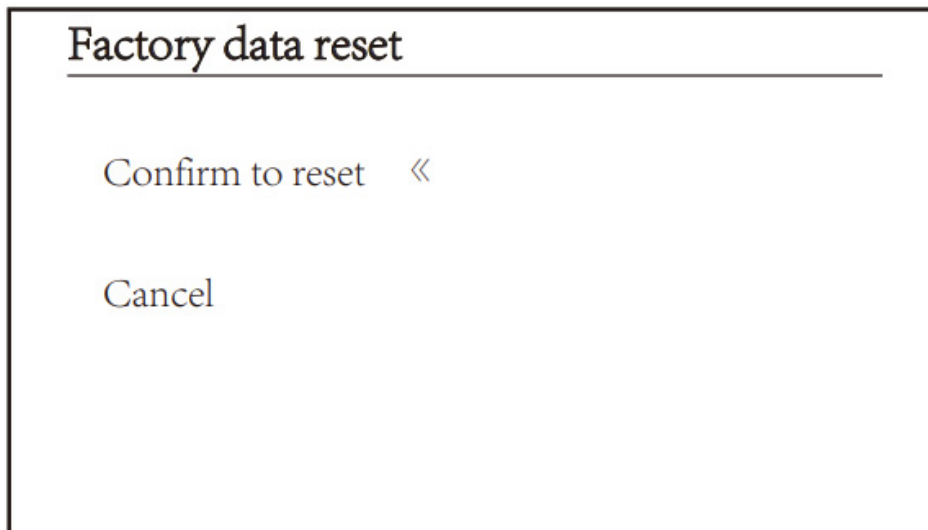 Factory data reset
Confirm to reset «
Cancel